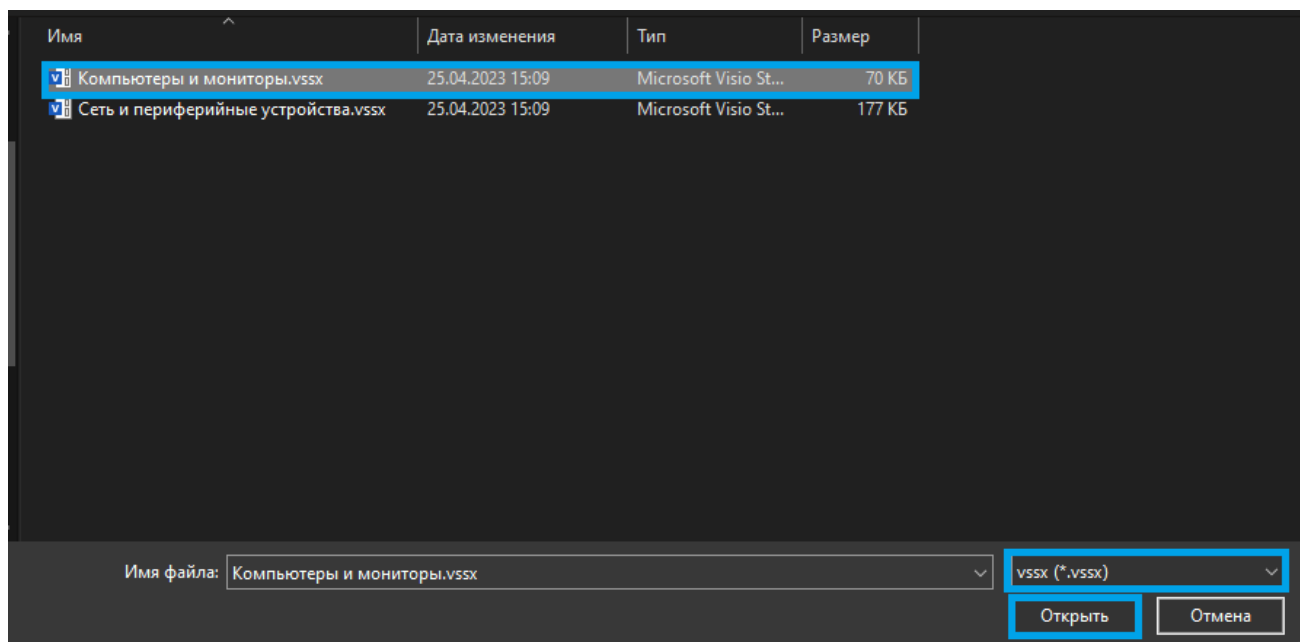 Имя Дата изменения Тип Размер
Компьютеры и мониторы.vssx 25.04.2023 15:09 Microsoft Visio St... 70 КБ
Сеть и периферийные устройства.vssx 25.04.2023 15:09 Microsoft Visio St... 177 КБ
Имя файла: Компьютеры и мониторы.vssx vssx (*.vssx)
Открыть Отмена